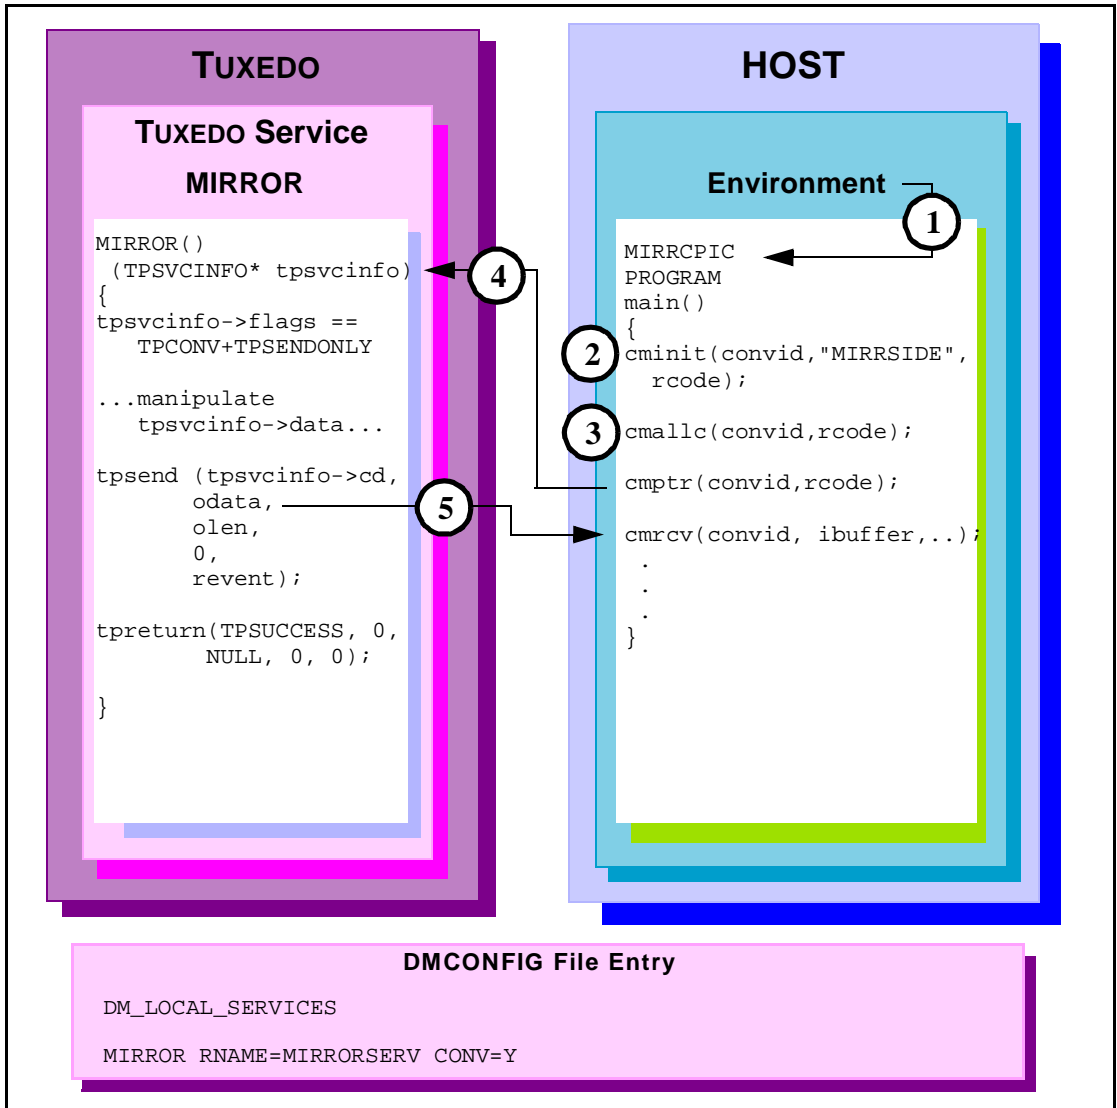 TUXEDO
TUXEDO Service
MIRROR
MIRROR()
(TPSVCINFO* tpsvcinfo)
{
tpsvcinfo->flags ==
TPCONV+TPSENDONLY
...manipulate
tpsvcinfo->data...
tpsend (tpsvcinfo->cd,
odata,
olen,
0,
revent);
tpreturn(TPSUCCESS, 0,
NULL, 0, 0);
}
4
5
HOST
Environment
1
MIRRCPIC
PROGRAM
main()
{
2
cminit(convid,"MIRRSIDE",
rcode);
3
cmallc(convid,rcode);
cmptr(convid,rcode);
cmrcv(convid, ibuffer,..);
.
.
.
}
DMCONFIG File Entry
DM_LOCAL_SERVICES
MIRROR RNAME=MIRRORSERV CONV=Y